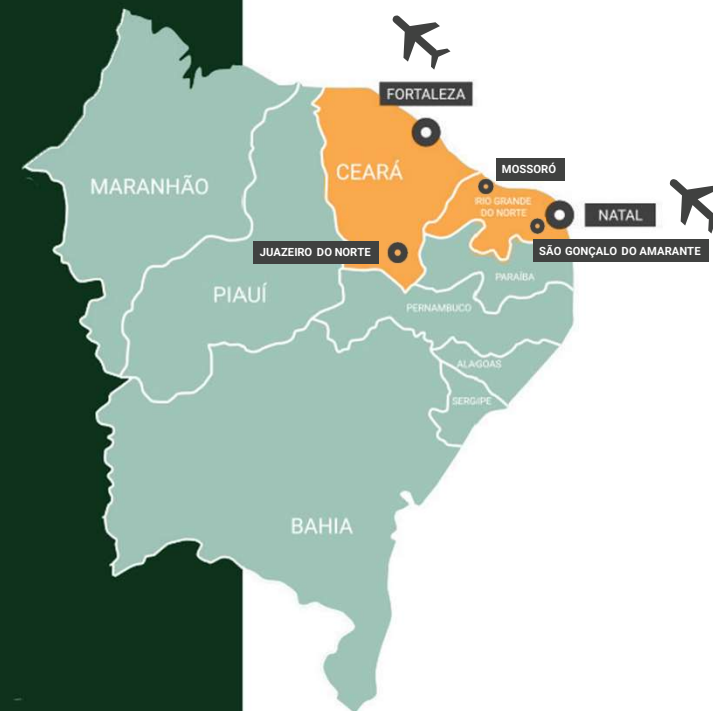 FORTALEZA
CEARÁ
MOSSORÓ
MARANHÃO
RIO GRANDE
DO NORTE
NATAL
JUAZEIRO DO NORTE
SÃO GONÇALO DO AMARANTE
PARAÍBA
PIAUÍ
PERNAMBUCO
ALAGOAS
SERGIPE
BAHIA